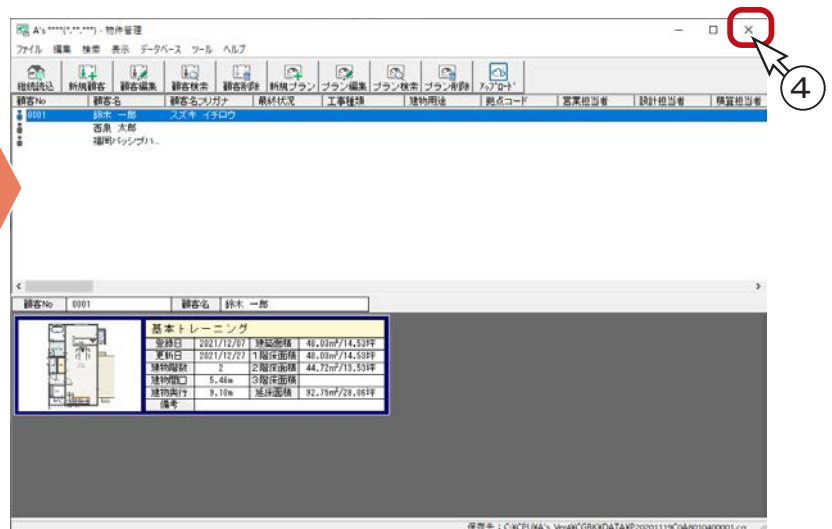 A's ****(*.**.***) - 物件管理
ファイル 編集 検索 表示 データベース ツール ヘルプ
継続読込 新規顧客 顧客編集 顧客検索 顧客削除 新規プラン プラン編集 プラン検索 プラン削除 アップロード
顧客No 顧客名 顧客名フリガナ 最終状況 工事種類 建物用途 拠点コード 営業担当者 設計担当者 積算担当者
0001 鈴木 一郎 スズキ イチロウ
西泉 太郎
福岡パッシブハ...
④
顧客No 0001 顧客名 鈴木 一郎
基本トレーニング
登録日 2021/12/07 建築面積 48.03m²/14.53坪
更新日 2021/12/27 1階床面積 48.03m²/14.53坪
建物階数 2 2階床面積 44.72m²/13.53坪
建物間口 5.46m 3階床面積
建物奥行 9.10m 延床面積 92.75m²/28.06坪
備考
保存先 :